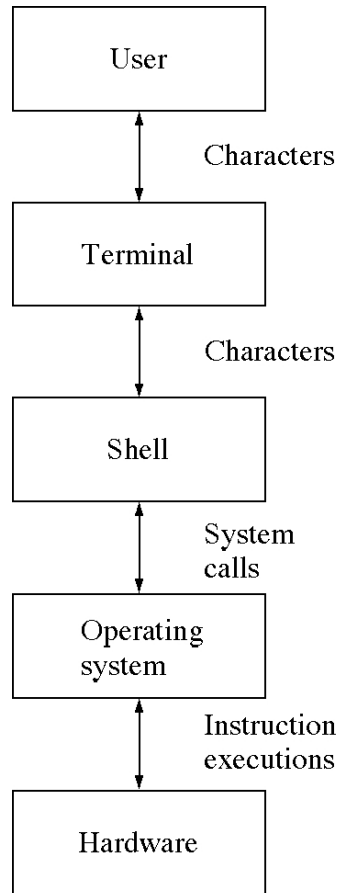 User
Characters
Terminal
Characters
Shell
System
calls
Operating
system
Instruction
executions
Hardware